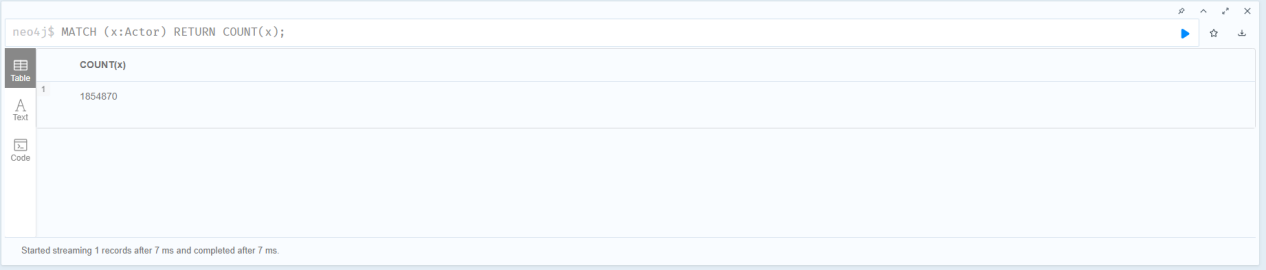 neo4j$ MATCH (x:Actor) RETURN COUNT(x);
Table
COUNT(x)
1
1854870
A
Text
Code
Started streaming 1 records after 7 ms and completed after 7 ms.